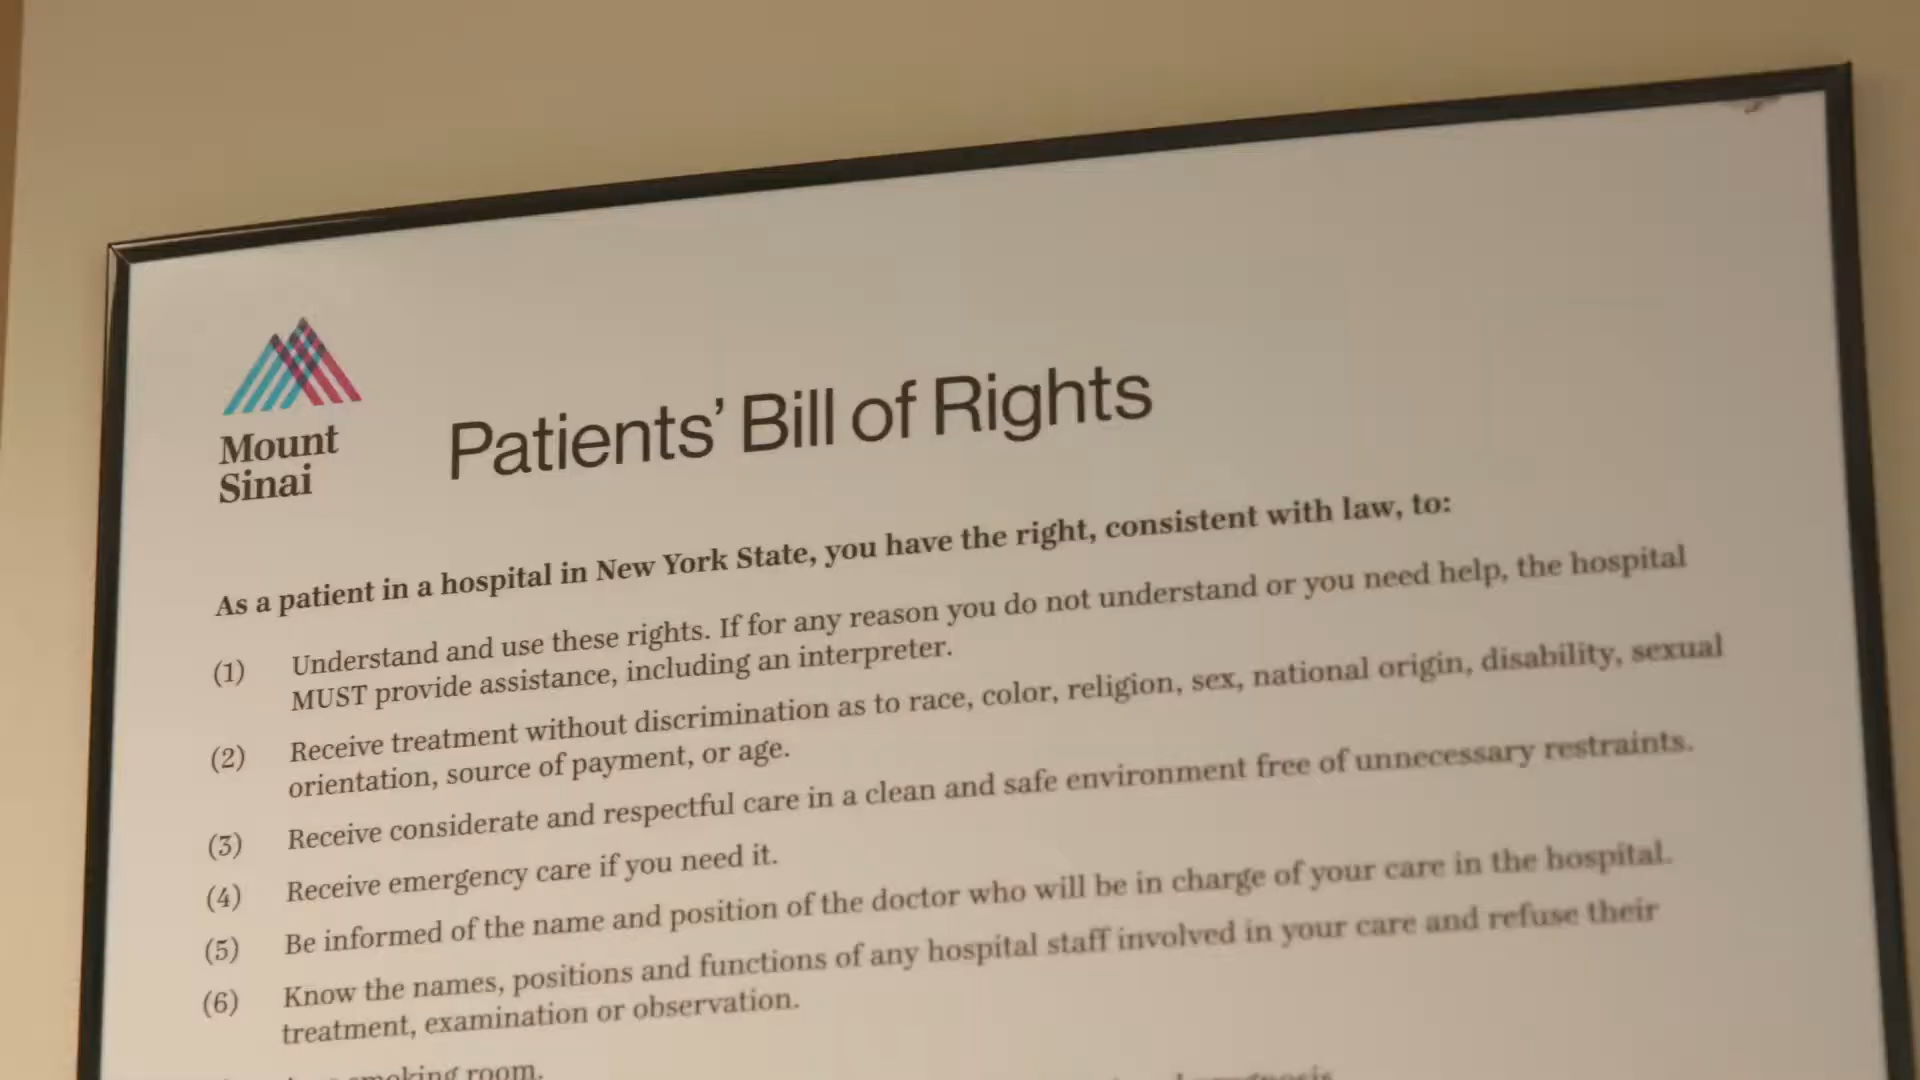 Mount
Sinai
Patients' Bill of Rights
As a patient in a hospital in New York State, you have the right, consistent with law, to:
(1) Understand and use these rights. If for any reason you do not understand or you need help, the hospital
MUST provide assistance, including an interpreter.
(2) Receive treatment without discrimination as to race, color, religion, sex, national origin, disability, sexual
orientation, source of payment, or age.
(3) Receive considerate and respectful care in a clean and safe environment free of unnecessary restraints.
(4) Receive emergency care if you need it.
(5) Be informed of the name and position of the doctor who will be in charge of your care in the hospital.
(6) Know the names, positions and functions of any hospital staff involved in your care and refuse their
treatment, examination or observation.
smoking room.